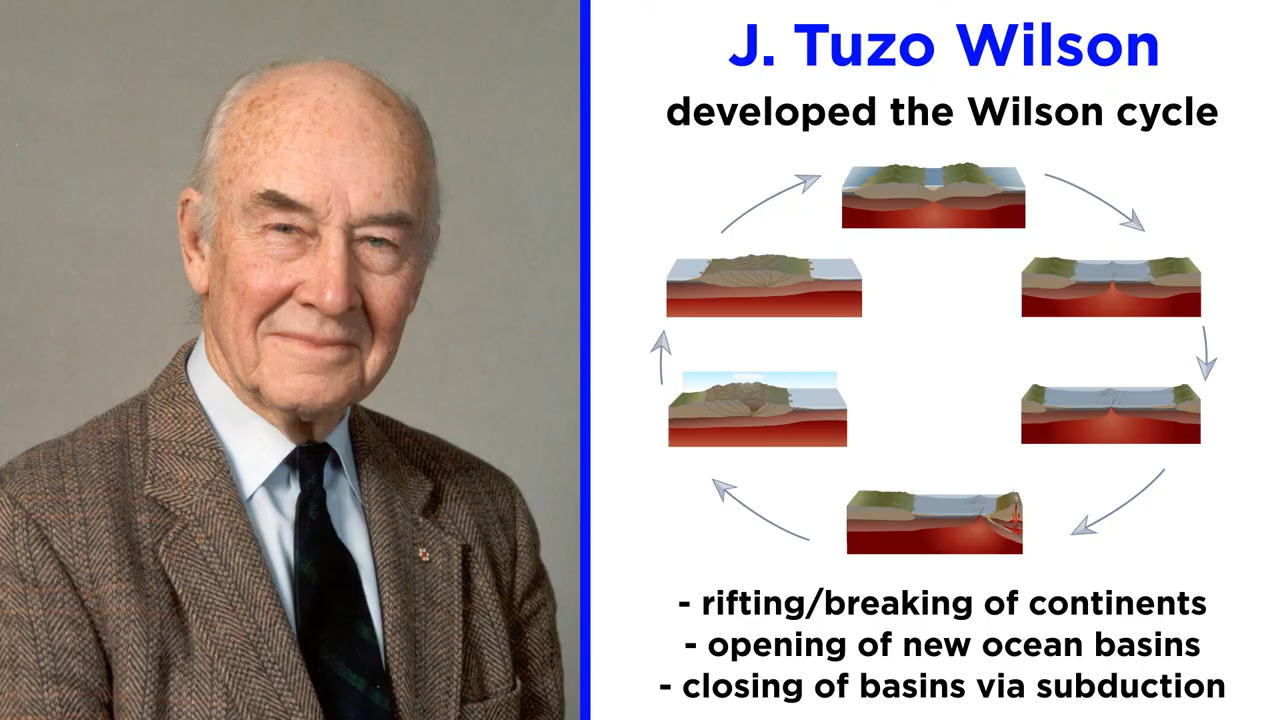 J. Tuzo Wilson
developed the Wilson cycle
- rifting/breaking of continents
- opening of new ocean basins
- closing of basins via subduction